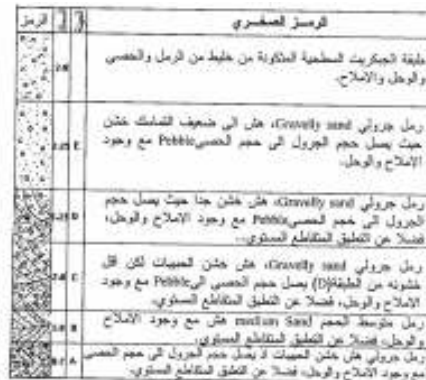 الرمز الوصف الصخري
طبقة الجبكريت السطحية المتكونة من خليط من الرمل والحصى
والوحل والاملاح.
رمل جرولي Gravelly sand، هش الى ضعيف التماسك خشن
E حيث يصل حجم الجرول الى حجم الحصى Pebble مع وجود
الاملاح والوحل.
رمل جرولي Gravelly sand، هش خشن جدا حيث يصل حجم
D الجرول الى حجم الحصى Pebble مع وجود الاملاح والوحل،
فضلا عن التطبق المتقاطع المستوي.
رمل جرولي Gravelly sand، هش خشن الحبيبات لكن اقل
C خشونه من الطبقة (D) يصل حجم الحصى الى Pebble مع وجود
الاملاح والوحل، فضلا عن التطبق المتقاطع المستوي.
B رمل متوسط الحجم medium Sand هش مع وجود الاملاح
والوحل، فضلا عن التطبق المتقاطع المستوي.
A رمل جرولي هش خشن الحبيبات اذ يصل حجم الجرول الى حجم الحصى
مع وجود الاملاح والوحل، فضلا عن التطبق المتقاطع المستوي.